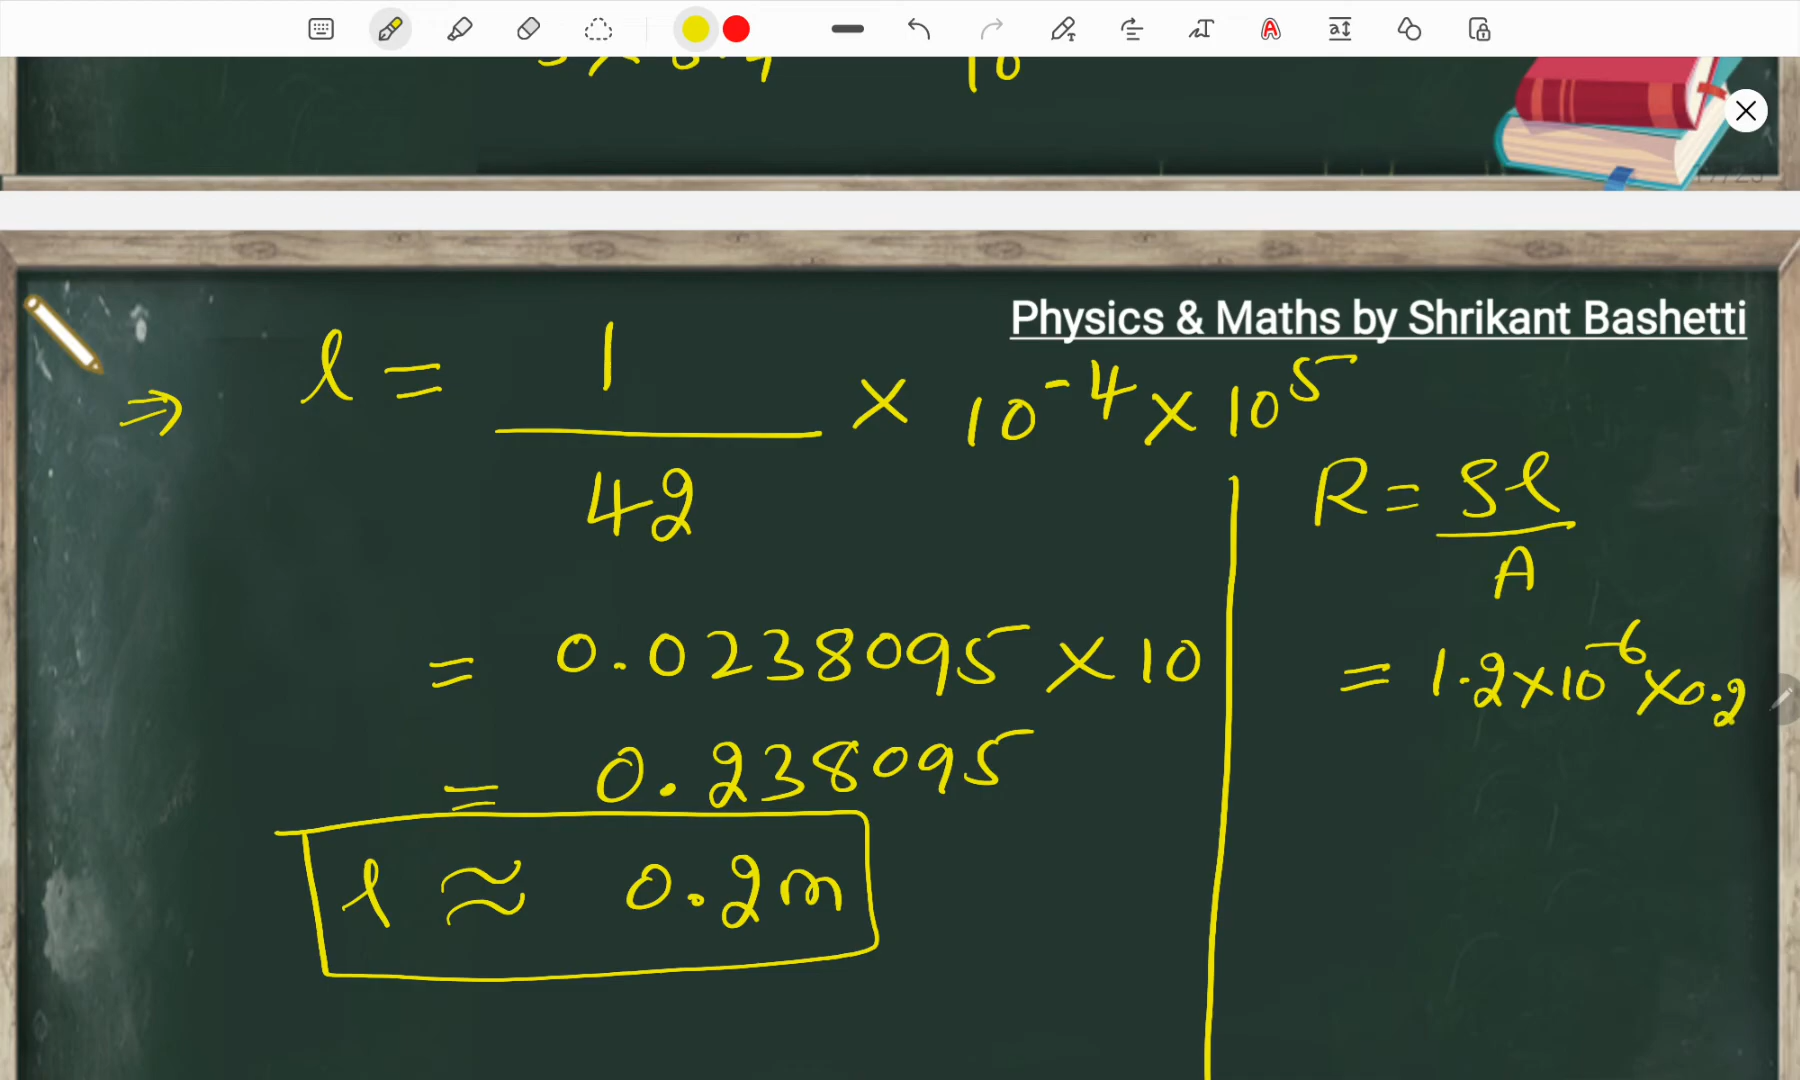 10
Physics & Maths by Shrikant Bashetti
⇒ l = 1/42 × 10⁻⁴ × 10⁵
= 0.0238095 × 10
= 0.238095
l ≈ 0.2m
R = ρl/A
= 1.2×10⁻⁶×0.2